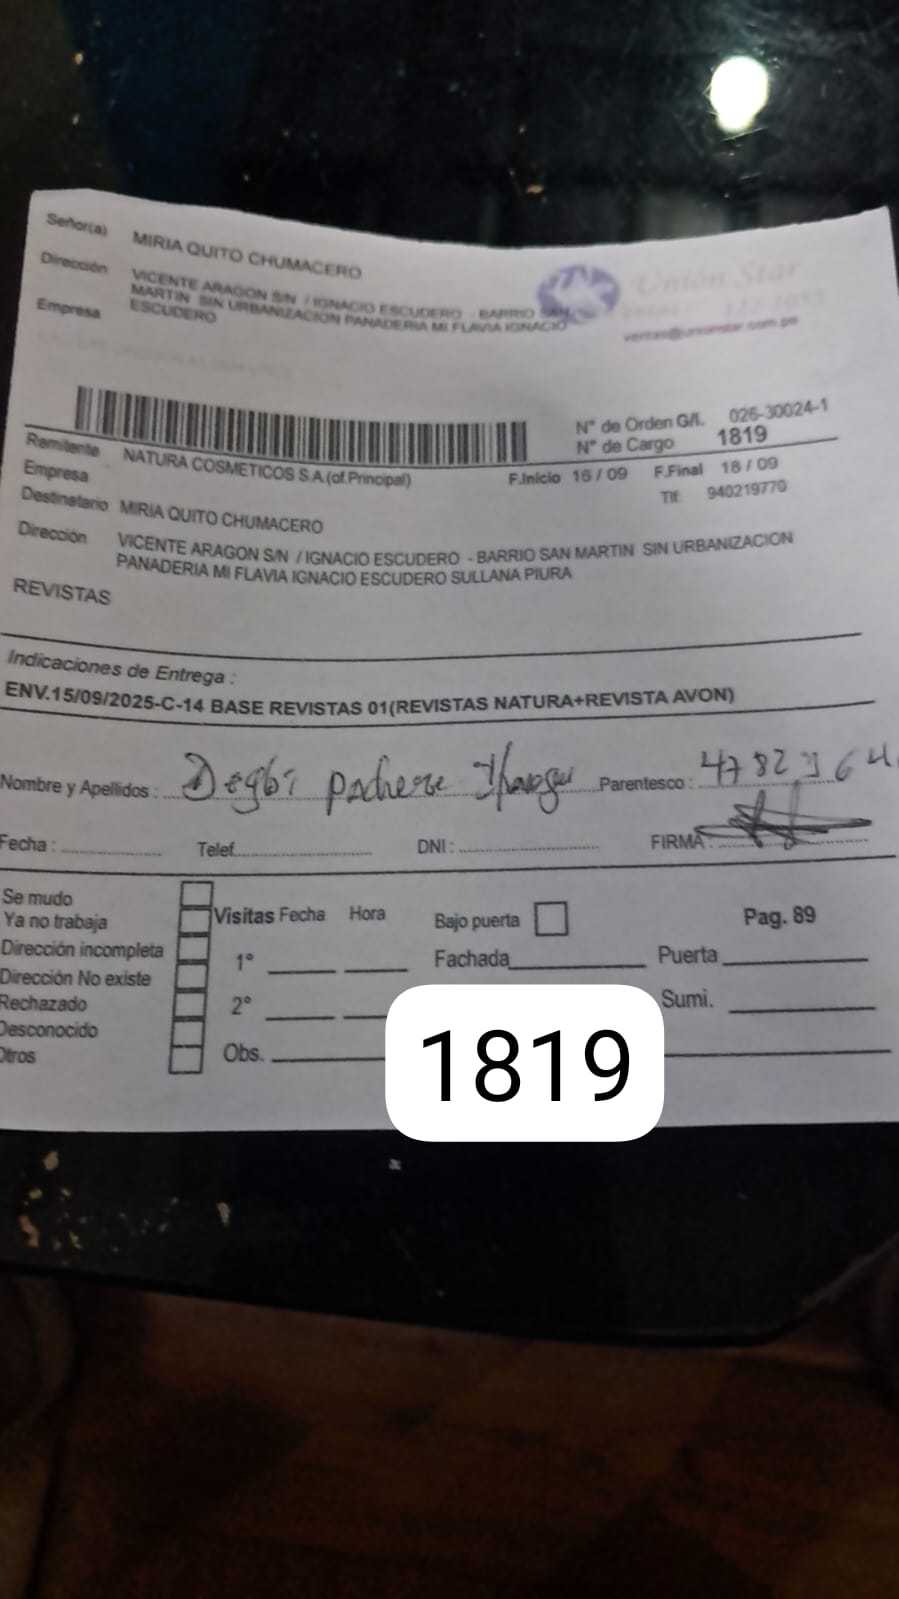 Señor(a) MIRIA QUITO CHUMACERO
Dirección VICENTE ARAGON S/N / IGNACIO ESCUDERO - BARRIO SAN
MARTIN SIN URBANIZACION PANADERIA MI FLAVIA IGNACIO
ESCUDERO
Empresa
Unión Star
ventas@unionstar.com.pe
N° de Orden G/L. 026-30024-1
N° de Cargo 1819
Remitente NATURA COSMETICOS S.A.(of.Principal)
F.Inicio 16 / 09 F.Final 18 / 09
Empresa
Tlf: 940219770
Destinatario MIRIA QUITO CHUMACERO
Dirección VICENTE ARAGON S/N / IGNACIO ESCUDERO - BARRIO SAN MARTIN SIN URBANIZACION
PANADERIA MI FLAVIA IGNACIO ESCUDERO SULLANA PIURA
REVISTAS
Indicaciones de Entrega :
ENV.15/09/2025-C-14 BASE REVISTAS 01(REVISTAS NATURA+REVISTA AVON)
Nombre y Apellidos : Parentesco :
Fecha : Telef. DNI : FIRMA :
Se mudo
Ya no trabaja
Dirección incompleta
Dirección No existe
Rechazado
Desconocido
Otros
Visitas Fecha Hora
1°
2°
Obs.
Bajo puerta Pag. 89
Fachada Puerta
Sumi.
1819